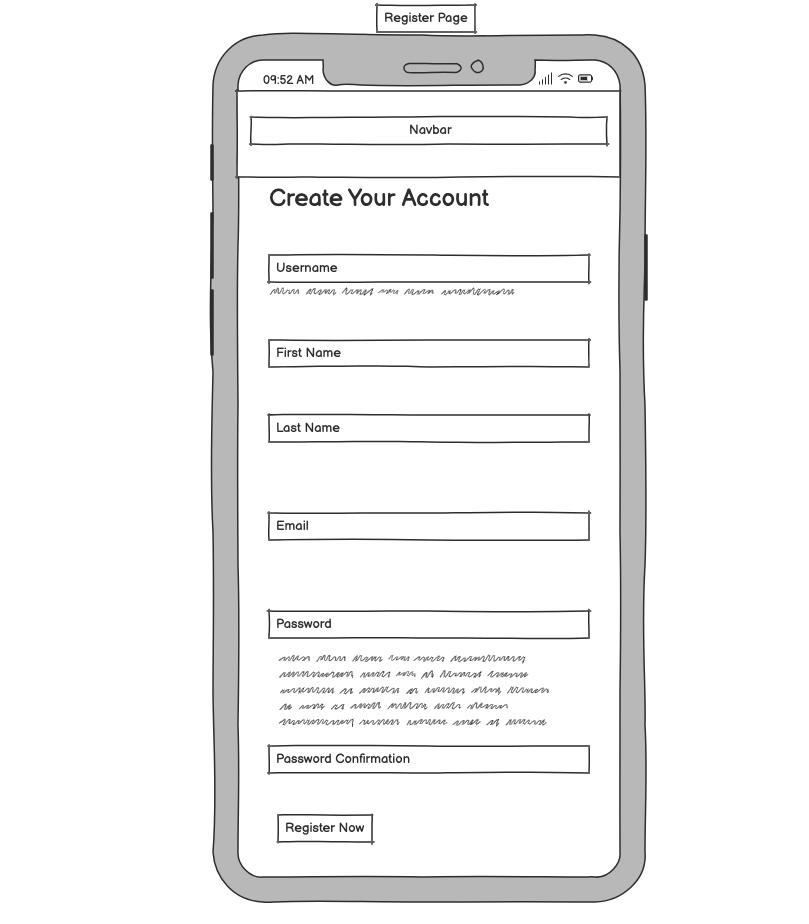 Register Page
09:52 AM
Navbar
Create Your Account
Username
First Name
Last Name
Email
Password
Password Confirmation
Register Now